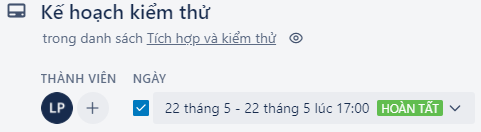 Kế hoạch kiểm thử
trong danh sách Tích hợp và kiểm thử
THÀNH VIÊN NGÀY
LP + 22 tháng 5 - 22 tháng 5 lúc 17:00 HOÀN TẤT